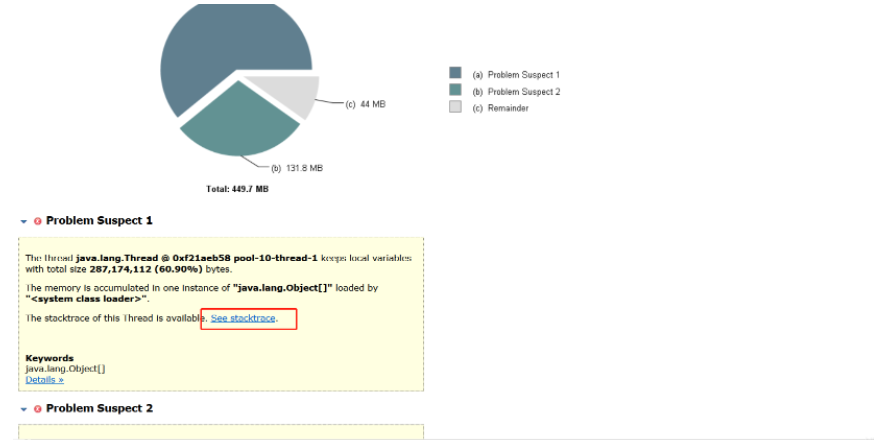 (a) Problem Suspect 1
(b) Problem Suspect 2
(c) Remainder
(c) 44 MB
(b) 131.8 MB
Total: 449.7 MB
Problem Suspect 1
The thread java.lang.Thread @ 0xf21aeb58 pool-10-thread-1 keeps local variables
with total size 287,174,112 (60.90%) bytes.
The memory is accumulated in one instance of "java.lang.Object[]" loaded by
"<system class loader>".
The stacktrace of this Thread is available. See stacktrace.
Keywords
java.lang.Object[]
Details »
Problem Suspect 2